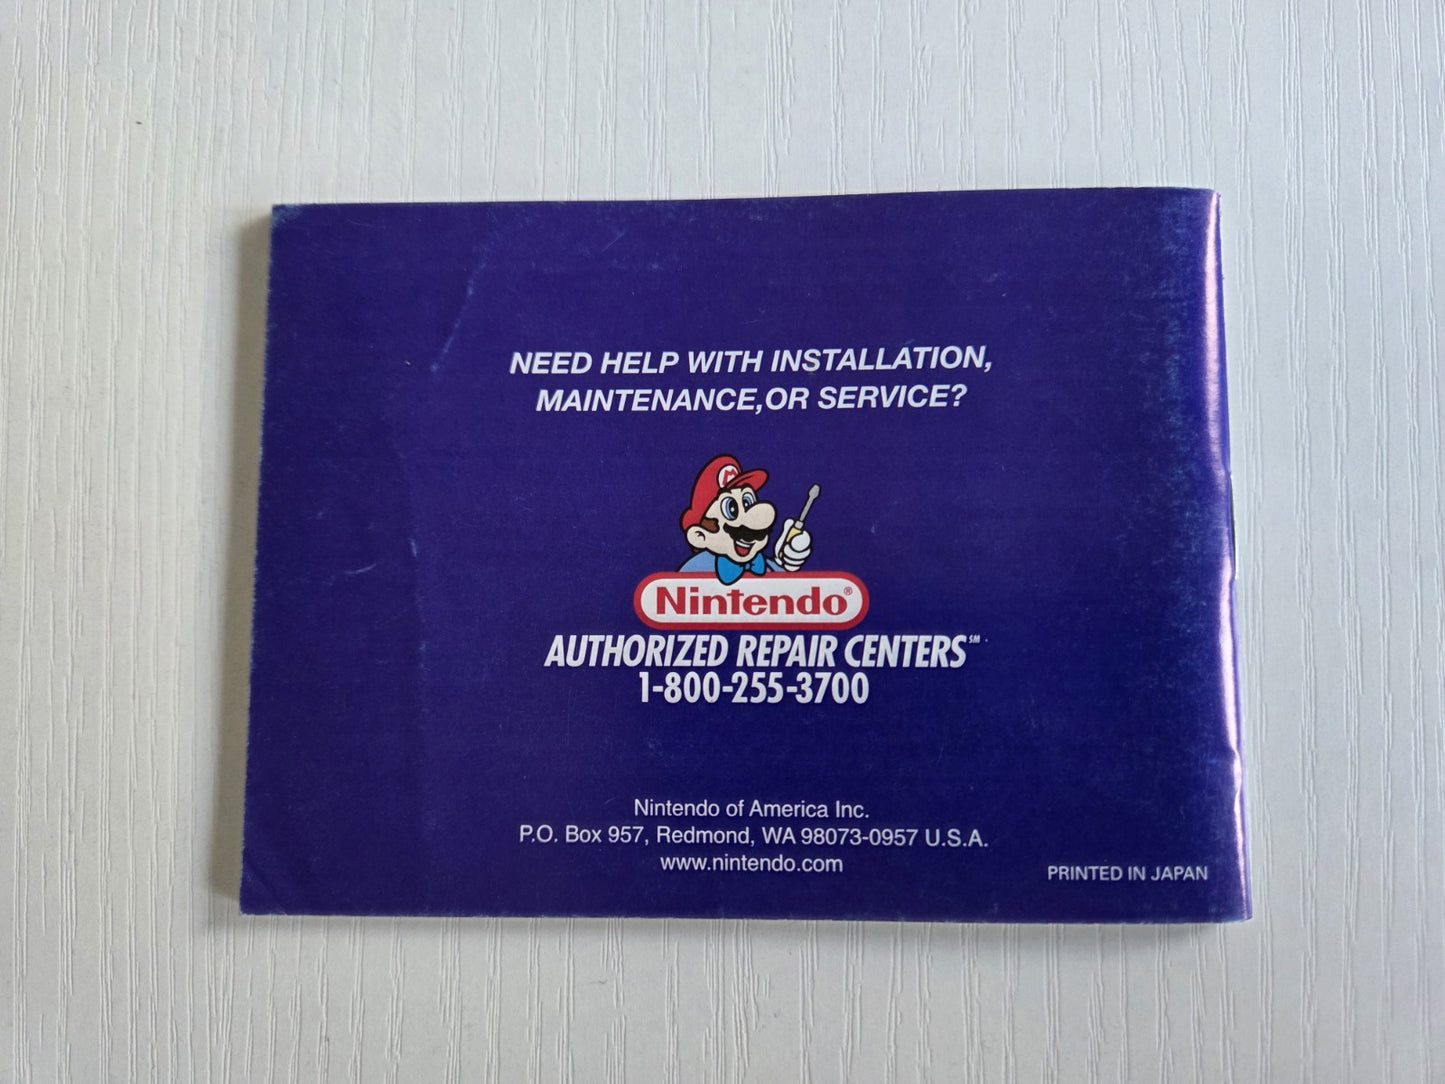 NEED HELP WITH INSTALLATION,
MAINTENANCE,OR SERVICE?
M
Nintendo®
AUTHORIZED REPAIR CENTERS℠
1-800-255-3700
Nintendo of America Inc.
P.O. Box 957, Redmond, WA 98073-0957 U.S.A.
www.nintendo.com
PRINTED IN JAPAN